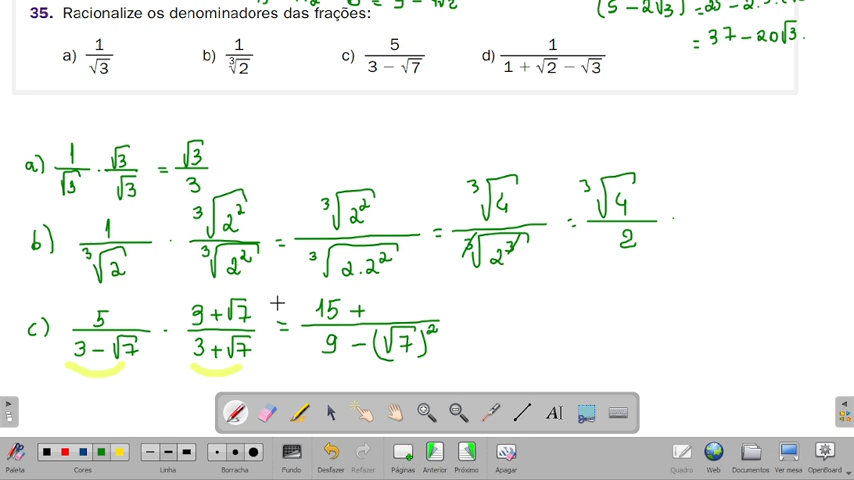 (5 - 2√3) = 25 - 2.5.
= 37 - 20√3.
35. Racionalize os denominadores das frações:
a) 1/√3 b) 1/∛2 c) 5/(3 - √7) d) 1/(1 + √2 - √3)
a) 1/√3 · √3/√3 = √3/3
b) 1/∛2 · ∛2²/∛2² = ∛2²/∛2.2² = ∛4/∛2³ = ∛4/2 .
c) 5/(3 - √7) · (3 + √7)/(3 + √7) = (15 +)/(9 - (√7)²)
Paleta
Cores
Linha
Borracha
Fundo
Desfazer
Refazer
Páginas
Anterior
Próximo
Apagar
Quadro
Web
Documentos
Ver mesa
OpenBoard